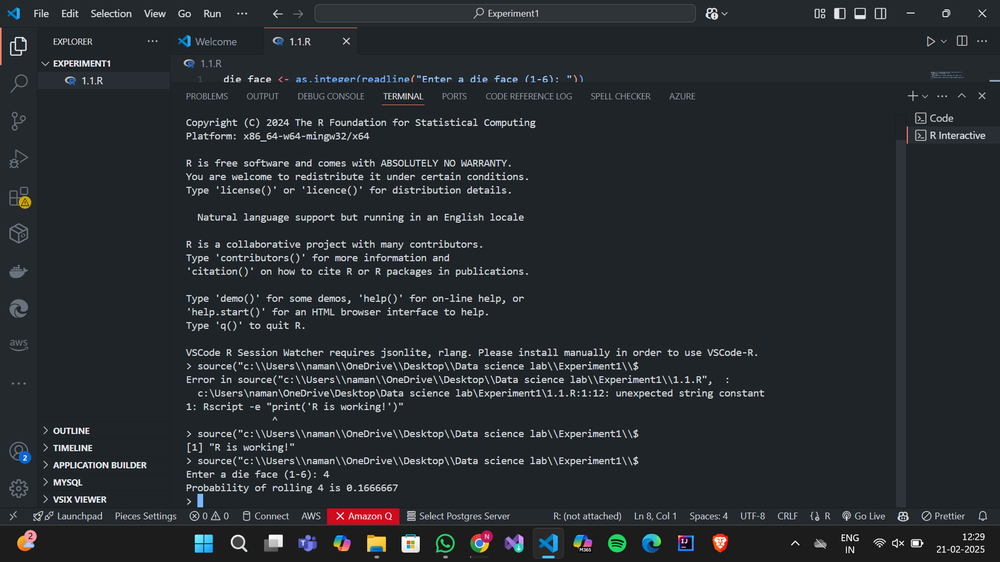 File Edit Selection View Go Run ··· Experiment1
EXPLORER ···
EXPERIMENT1
1.1.R
Welcome
1.1.R
1.1.R
1 die_face <- as.integer(readline("Enter a die face (1-6): "))
PROBLEMS OUTPUT DEBUG CONSOLE TERMINAL PORTS CODE REFERENCE LOG SPELL CHECKER AZURE
Code
R Interactive
Copyright (C) 2024 The R Foundation for Statistical Computing
Platform: x86_64-w64-mingw32/x64
R is free software and comes with ABSOLUTELY NO WARRANTY.
You are welcome to redistribute it under certain conditions.
Type 'license()' or 'licence()' for distribution details.
Natural language support but running in an English locale
R is a collaborative project with many contributors.
Type 'contributors()' for more information and
'citation()' on how to cite R or R packages in publications.
Type 'demo()' for some demos, 'help()' for on-line help, or
'help.start()' for an HTML browser interface to help.
Type 'q()' to quit R.
VSCode R Session Watcher requires jsonlite, rlang. Please install manually in order to use VSCode-R.
> source("c:\\Users\\naman\\OneDrive\\Desktop\\Data science lab\\Experiment1\\$
Error in source("c:\\Users\\naman\\OneDrive\\Desktop\\Data science lab\\Experiment1\\1.1.R",  :
c:\Users\naman\OneDrive\Desktop\Data science lab\Experiment1\1.1.R:1:12: unexpected string constant
1: Rscript -e "print('R is working!')"
^
> source("c:\\Users\\naman\\OneDrive\\Desktop\\Data science lab\\Experiment1\\$
[1] "R is working!"
> source("c:\\Users\\naman\\OneDrive\\Desktop\\Data science lab\\Experiment1\\$
Enter a die face (1-6): 4
Probability of rolling 4 is 0.1666667
>
aws
2
OUTLINE
TIMELINE
APPLICATION BUILDER
MYSQL
VSIX VIEWER
Launchpad Pieces Settings 0 0 Connect AWS Amazon Q Select Postgres Server R: (not attached) Ln 8, Col 1 Spaces: 4 UTF-8 CRLF R Go Live Prettier
2
T
M365
N
IJ
ENG
IN
12:29
21-02-2025